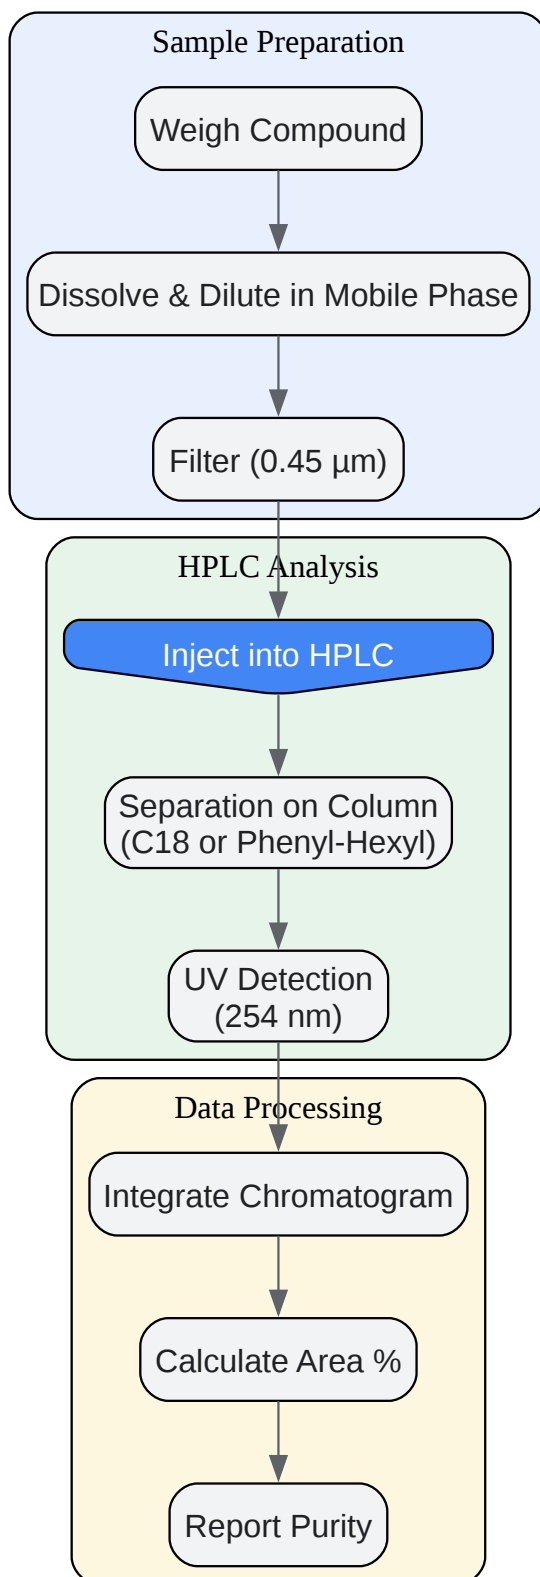 Sample Preparation
Weigh Compound
Dissolve & Dilute in Mobile Phase
Filter (0.45 µm)
HPLC Analysis
Inject into HPLC
Separation on Column
(C18 or Phenyl-Hexyl)
UV Detection
(254 nm)
Data Processing
Integrate Chromatogram
Calculate Area %
Report Purity